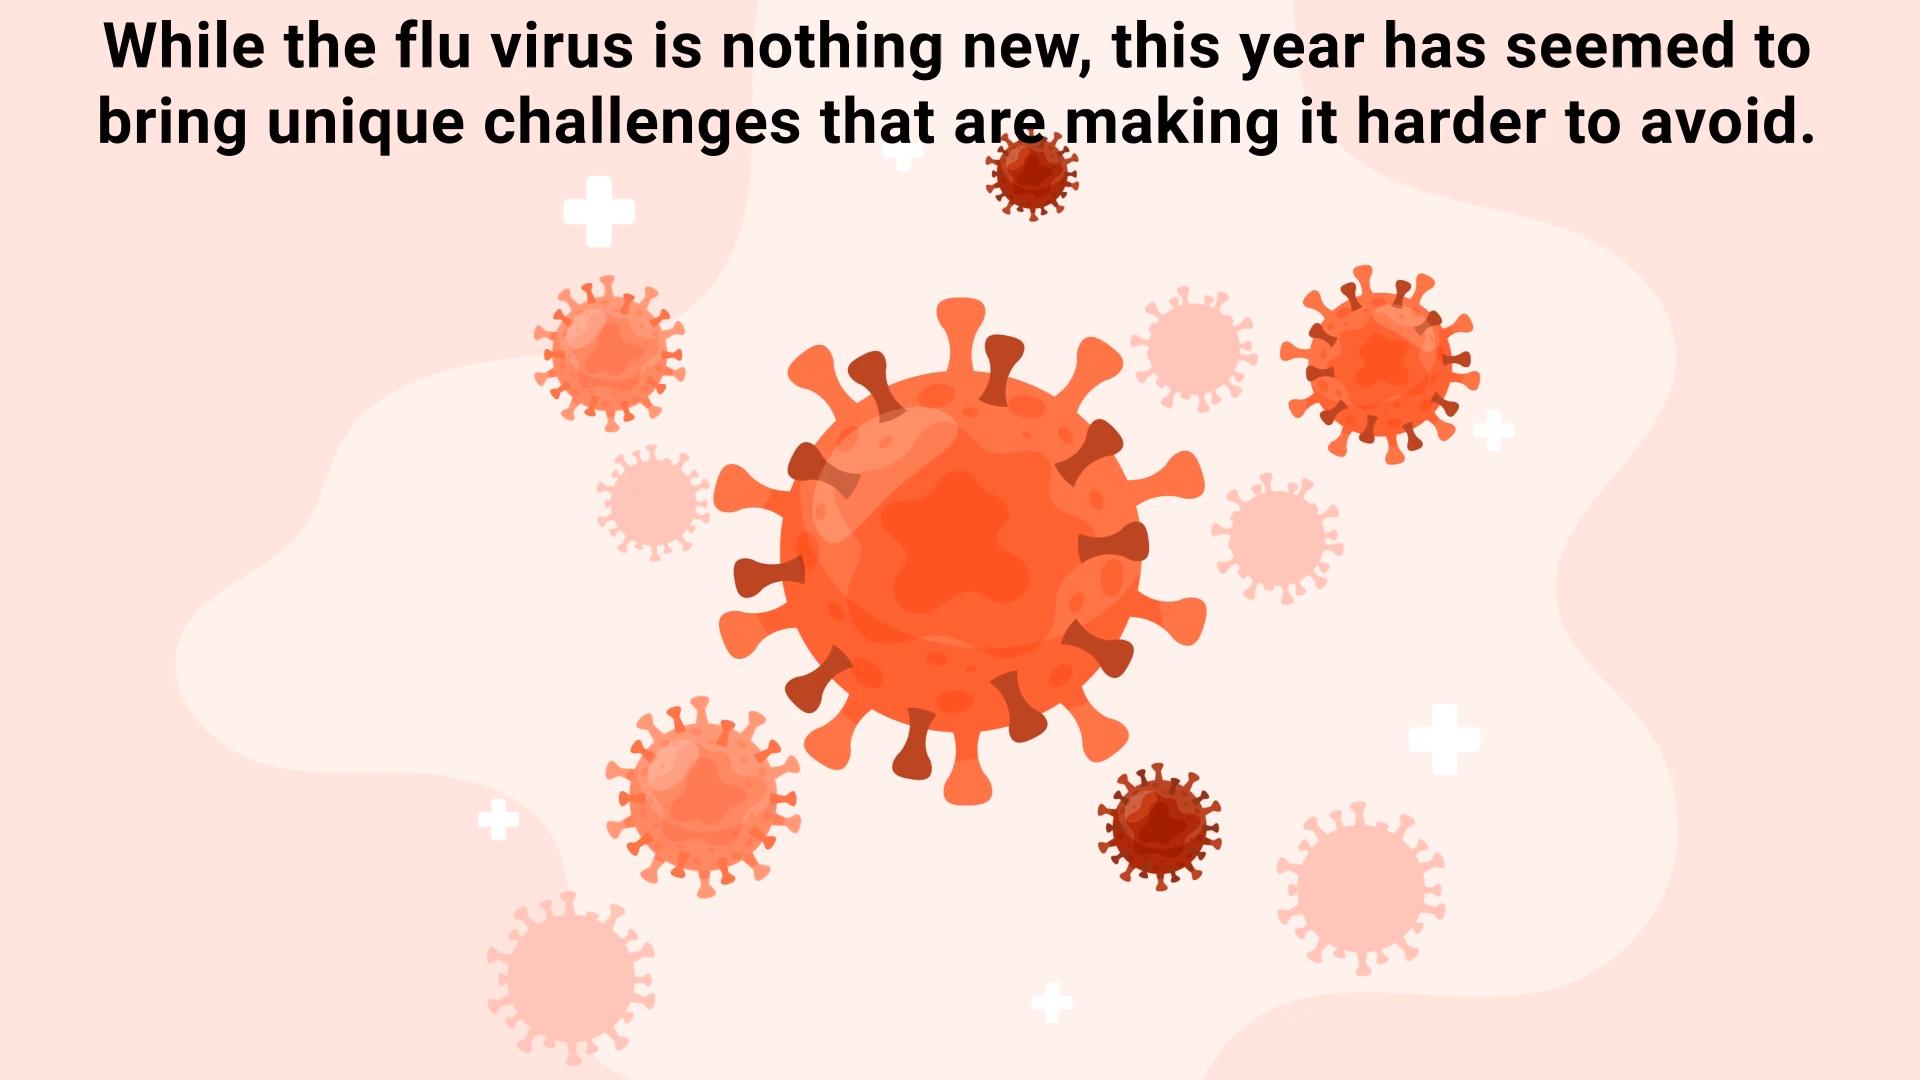 While the flu virus is nothing new, this year has seemed to
bring unique challenges that are making it harder to avoid.